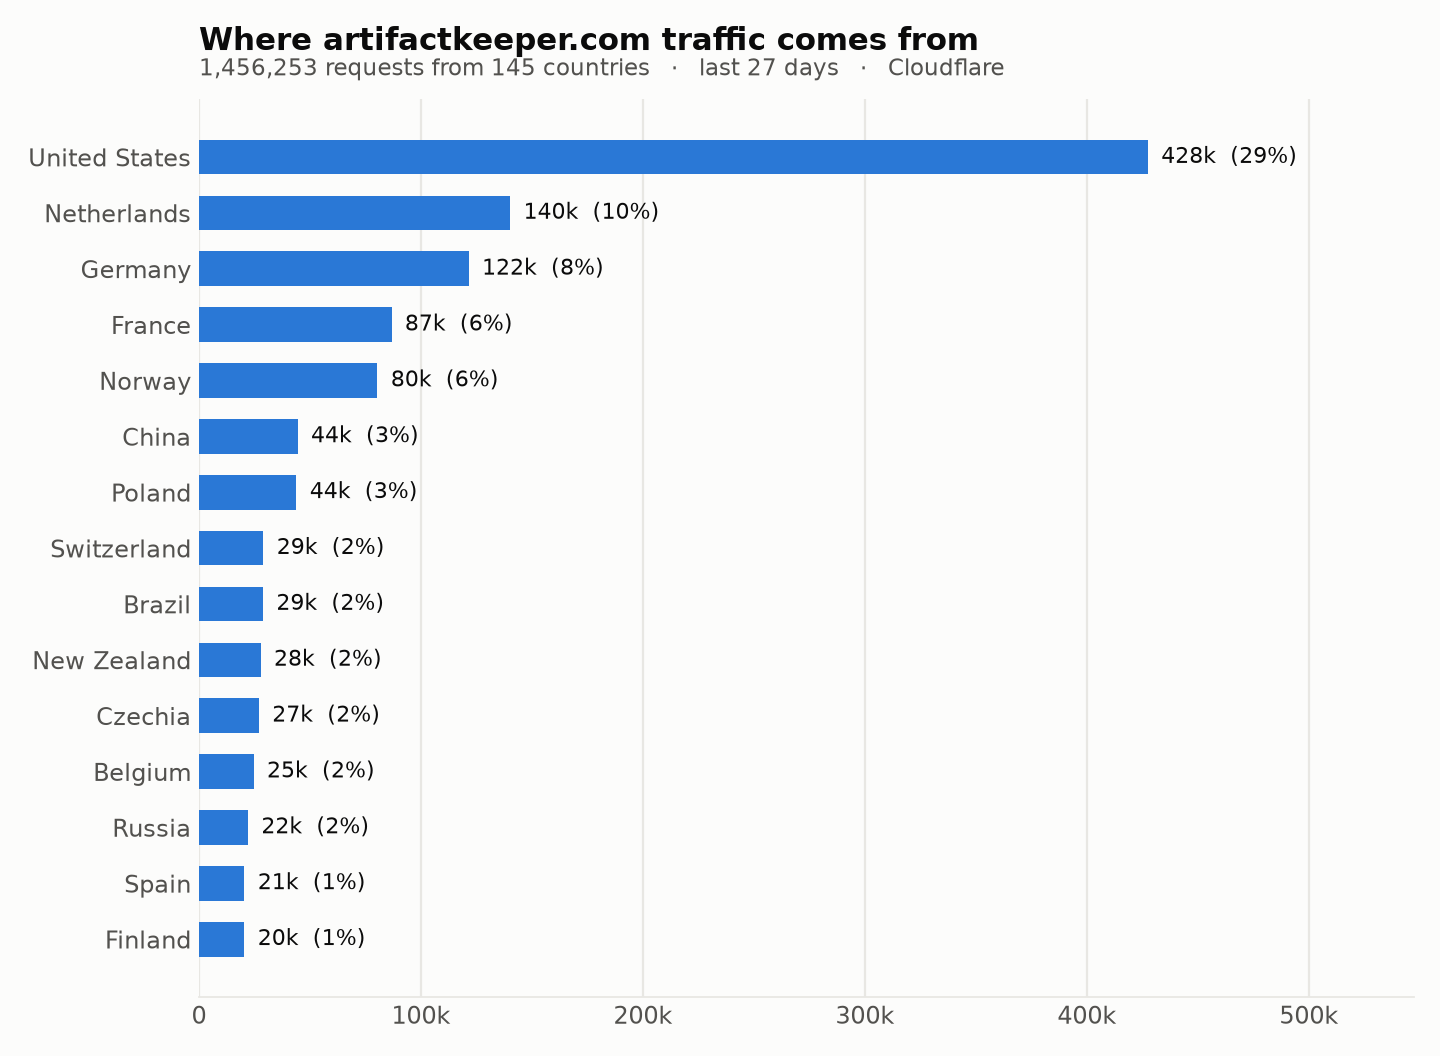 Where artifactkeeper.com traffic comes from
1,456,253 requests from 145 countries · last 27 days · Cloudflare
United States 428k (29%)
Netherlands 140k (10%)
Germany 122k (8%)
France 87k (6%)
Norway 80k (6%)
China 44k (3%)
Poland 44k (3%)
Switzerland 29k (2%)
Brazil 29k (2%)
New Zealand 28k (2%)
Czechia 27k (2%)
Belgium 25k (2%)
Russia 22k (2%)
Spain 21k (1%)
Finland 20k (1%)
0 100k 200k 300k 400k 500k